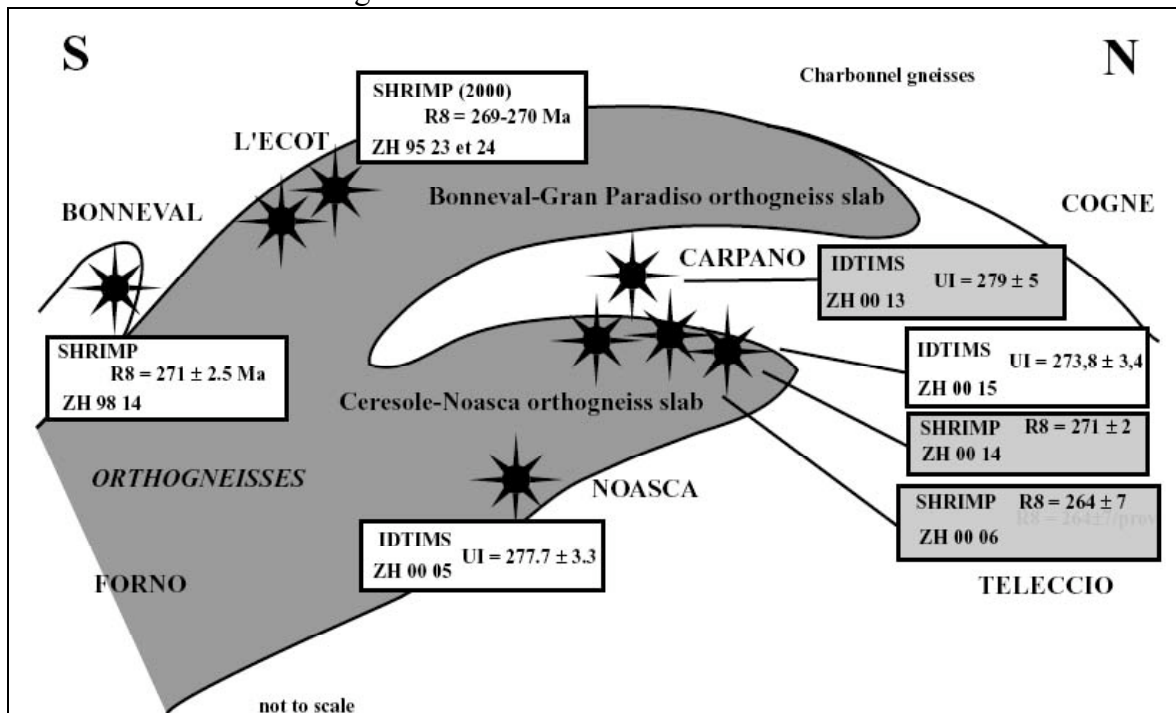 S
N
Charbonnel gneisses
SHRIMP (2000)
R8 = 269-270 Ma
ZH 95 23 et 24
L'ECOT
Bonneval-Gran Paradiso orthogneiss slab
BONNEVAL
COGNE
CARPANO
IDTIMS
UI = 279 ± 5
ZH 00 13
SHRIMP
R8 = 271 ± 2.5 Ma
ZH 98 14
IDTIMS
UI = 273,8 ± 3,4
ZH 00 15
Ceresole-Noasca orthogneiss slab
SHRIMP R8 = 271 ± 2
ZH 00 14
ORTHOGNEISSES
NOASCA
SHRIMP R8 = 264 ± 7
R8 = 264±7/prov
ZH 00 06
IDTIMS
UI = 277.7 ± 3.3
ZH 00 05
FORNO
TELECCIO
not to scale